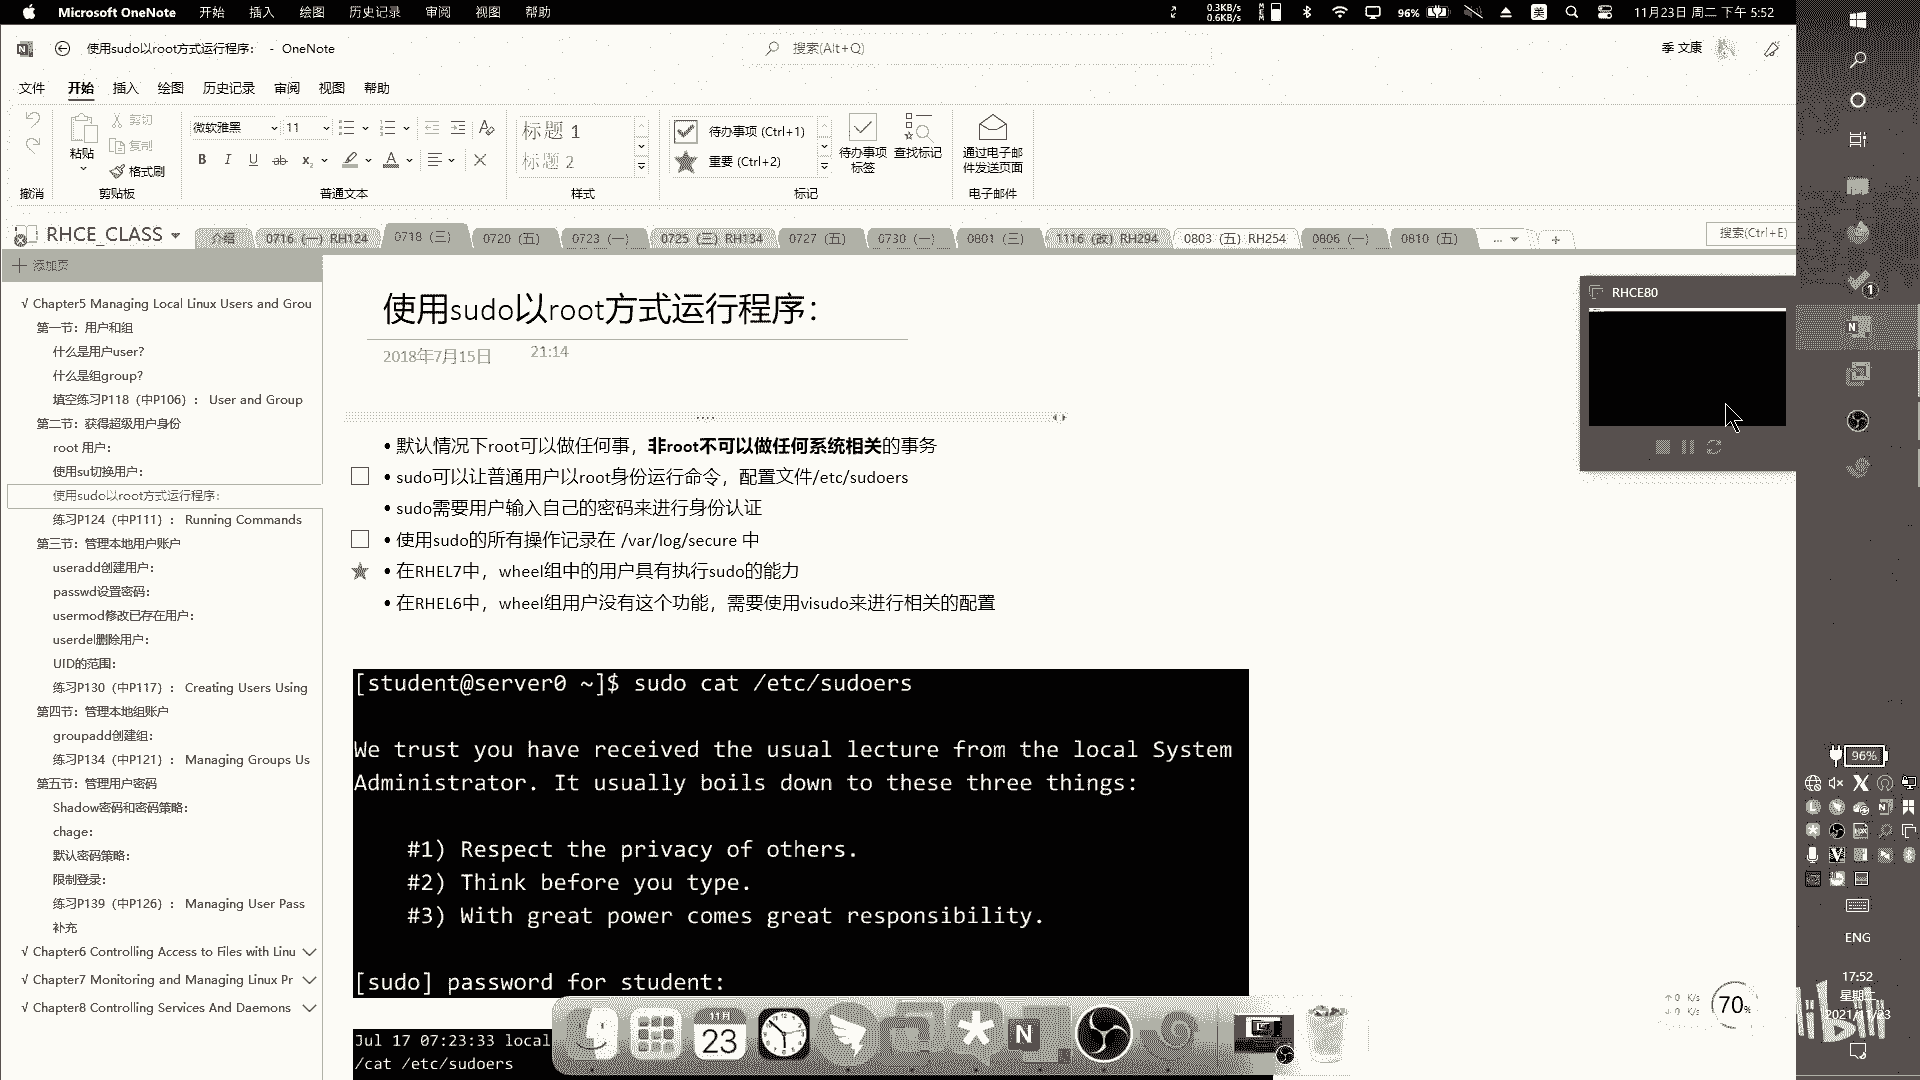 Microsoft OneNote 开始 插入 绘图 历史记录 审阅 视图 帮助
0.3KB/s
0.6KB/s
96%
美
11月23日 周二 下午 5:52
使用sudo以root方式运行程序: - OneNote
搜索(Alt+Q)
季 文康
文件 开始 插入 绘图 历史记录 审阅 视图 帮助
撤消
粘贴
剪切
复制
格式刷
剪贴板
微软雅黑 11
B I U ab x
普通文本
标题 1
标题 2
样式
待办事项 (Ctrl+1)
重要 (Ctrl+2)
待办事项
标签
查找标记
标记
通过电子邮
件发送页面
电子邮件
RHCE_CLASS
介绍 0716 (一) RH124 0718 (三) 0720 (五) 0723 (一) 0725 (三) RH134 0727 (五) 0730 (一) 0801 (三) 1116 (改) RH294 0803 (五) RH254 0806 (一) 0810 (五) ...
搜索(Ctrl+E)
添加页
√ Chapter5 Managing Local Linux Users and Grou
第一节：用户和组
什么是用户user?
什么是组group?
填空练习P118（中P106）： User and Group
第二节：获得超级用户身份
root 用户:
使用su切换用户:
使用sudo以root方式运行程序:
练习P124（中P111）： Running Commands
第三节：管理本地用户账户
useradd创建用户:
passwd设置密码:
usermod修改已存在用户:
userdel删除用户:
UID的范围:
练习P130（中P117）： Creating Users Using
第四节：管理本地组账户
groupadd创建组:
练习P134（中P121）： Managing Groups Us
第五节：管理用户密码
Shadow密码和密码策略:
chage:
默认密码策略:
限制登录:
练习P139（中P126）： Managing User Pass
补充
√ Chapter6 Controlling Access to Files with Linu
√ Chapter7 Monitoring and Managing Linux Pr
√ Chapter8 Controlling Services And Daemons
使用sudo以root方式运行程序:
2018年7月15日 21:14
• 默认情况下root可以做任何事，非root不可以做任何系统相关的事务
• sudo可以让普通用户以root身份运行命令，配置文件/etc/sudoers
• sudo需要用户输入自己的密码来进行身份认证
• 使用sudo的所有操作记录在 /var/log/secure 中
• 在RHEL7中，wheel组中的用户具有执行sudo的能力
• 在RHEL6中，wheel组用户没有这个功能，需要使用visudo来进行相关的配置
[student@server0 ~]$ sudo cat /etc/sudoers
We trust you have received the usual lecture from the local System
Administrator. It usually boils down to these three things:
#1) Respect the privacy of others.
#2) Think before you type.
#3) With great power comes great responsibility.
[sudo] password for student:
Jul 17 07:23:33 local
/cat /etc/sudoers
RHCE80
1
96%
ENG
17:52
星期二
2021/11/23
11月
23
N
70%
0 K/s
0 K/s